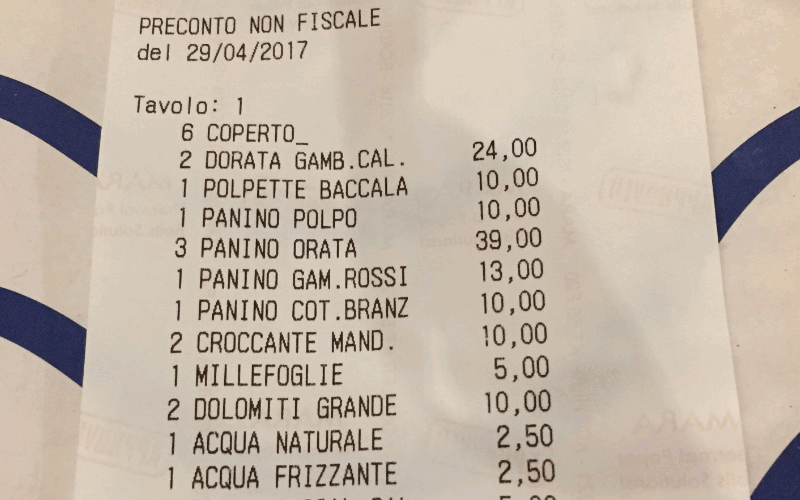 PRECONTO NON FISCALE
del 29/04/2017
Tavolo: 1
6 COPERTO_
2 DORATA GAMB.CAL. 24,00
1 POLPETTE BACCALA 10,00
1 PANINO POLPO 10,00
3 PANINO ORATA 39,00
1 PANINO GAM.ROSSI 13,00
1 PANINO COT.BRANZ 10,00
2 CROCCANTE MAND. 10,00
1 MILLEFOGLIE 5,00
2 DOLOMITI GRANDE 10,00
1 ACQUA NATURALE 2,50
1 ACQUA FRIZZANTE 2,50